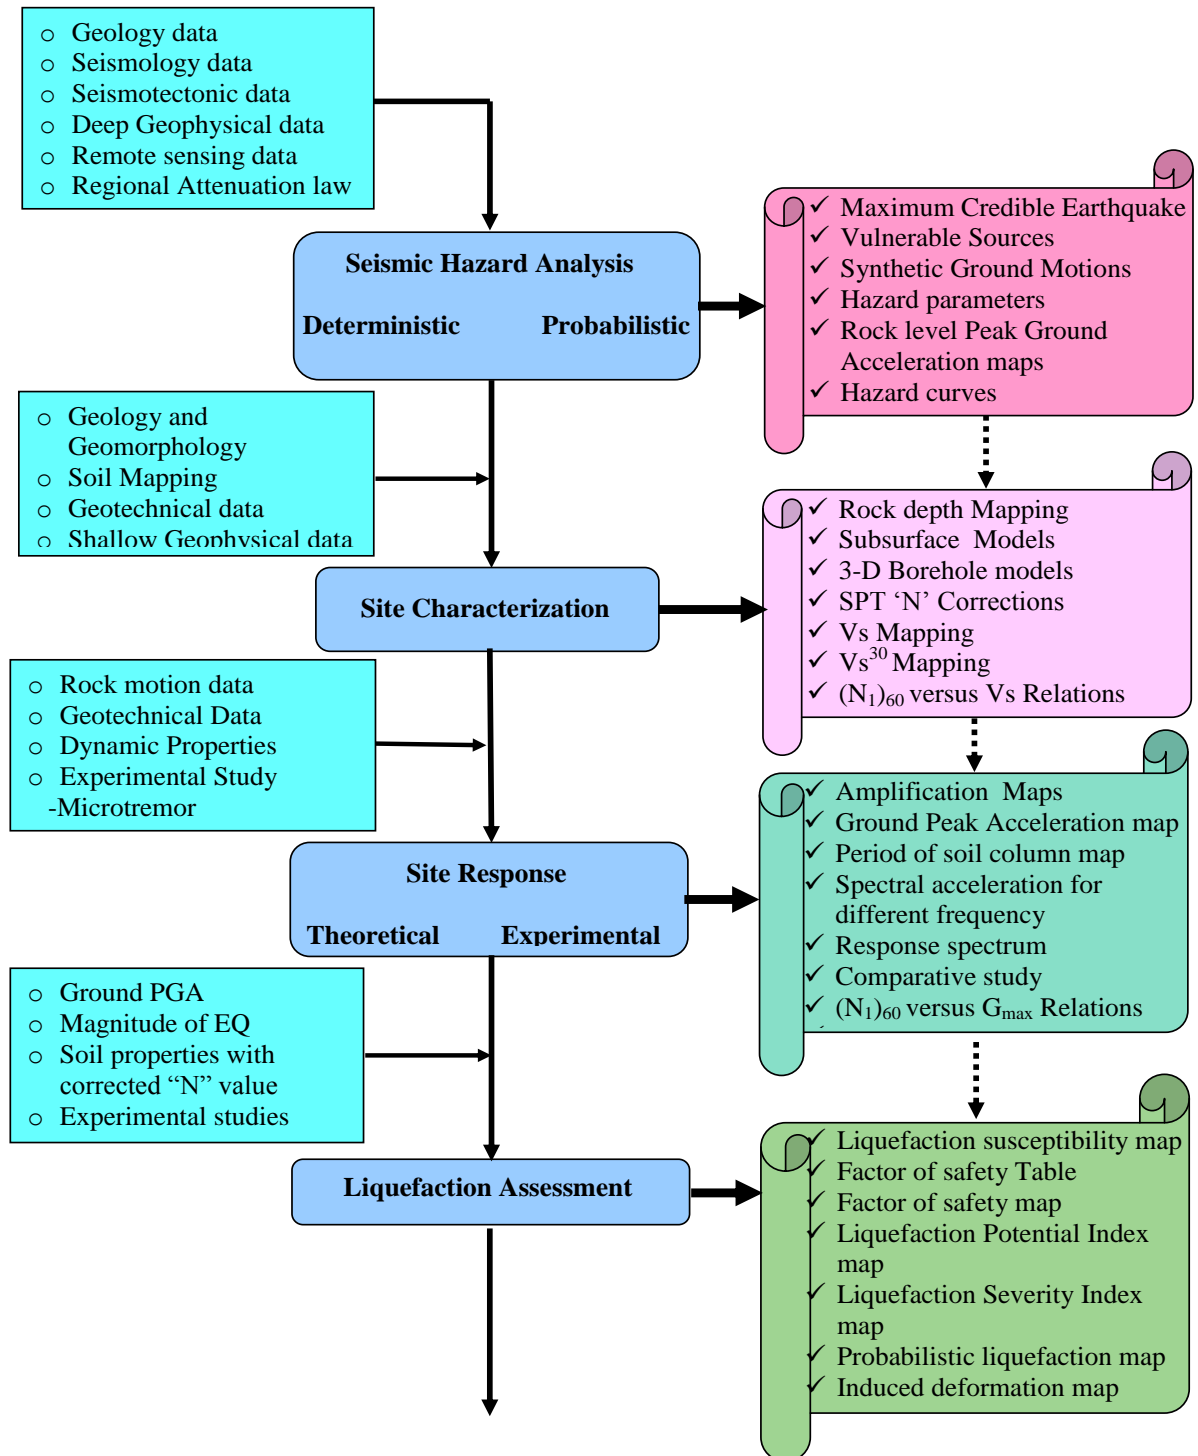 o Geology data
o Seismology data
o Seismotectonic data
o Deep Geophysical data
o Remote sensing data
o Regional Attenuation law
Seismic Hazard Analysis
Deterministic Probabilistic
✓ Maximum Credible Earthquake
✓ Vulnerable Sources
✓ Synthetic Ground Motions
✓ Hazard parameters
✓ Rock level Peak Ground
Acceleration maps
✓ Hazard curves
o Geology and
Geomorphology
o Soil Mapping
o Geotechnical data
o Shallow Geophysical data
Site Characterization
✓ Rock depth Mapping
✓ Subsurface Models
✓ 3-D Borehole models
✓ SPT ‘N’ Corrections
✓ Vs Mapping
✓ Vs³⁰ Mapping
✓ (N₁)₆₀ versus Vs Relations
o Rock motion data
o Geotechnical Data
o Dynamic Properties
o Experimental Study
-Microtremor
Site Response
Theoretical Experimental
✓ Amplification Maps
✓ Ground Peak Acceleration map
✓ Period of soil column map
✓ Spectral acceleration for
different frequency
✓ Response spectrum
✓ Comparative study
✓ (N₁)₆₀ versus Gₘₐₓ Relations
o Ground PGA
o Magnitude of EQ
o Soil properties with
corrected “N” value
o Experimental studies
Liquefaction Assessment
✓ Liquefaction susceptibility map
✓ Factor of safety Table
✓ Factor of safety map
✓ Liquefaction Potential Index
map
✓ Liquefaction Severity Index
map
✓ Probabilistic liquefaction map
✓ Induced deformation map